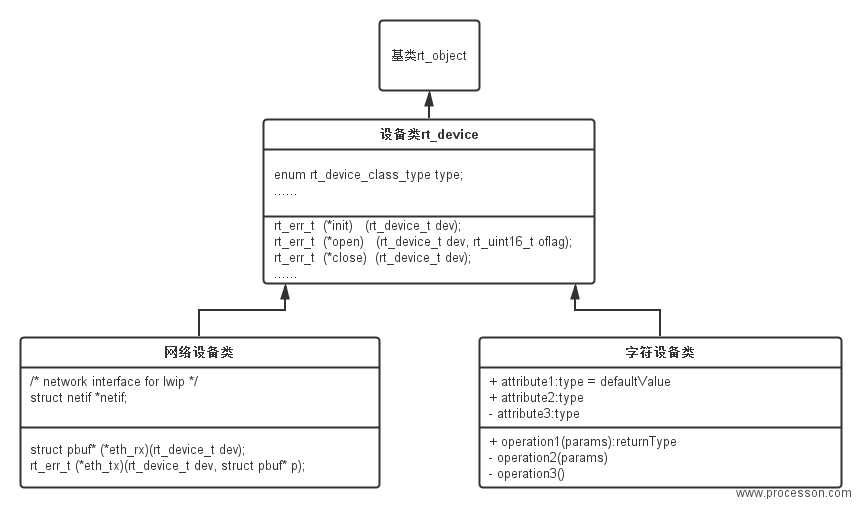 基类rt_object
设备类rt_device
enum rt_device_class_type type;
……
rt_err_t (*init) (rt_device_t dev);
rt_err_t (*open) (rt_device_t dev, rt_uint16_t oflag);
rt_err_t (*close) (rt_device_t dev);
……
网络设备类
/* network interface for lwip */
struct netif *netif;
struct pbuf* (*eth_rx)(rt_device_t dev);
rt_err_t (*eth_tx)(rt_device_t dev, struct pbuf* p);
字符设备类
+ attribute1:type = defaultValue
+ attribute2:type
- attribute3:type
+ operation1(params):returnType
- operation2(params)
- operation3()
www.processon.com